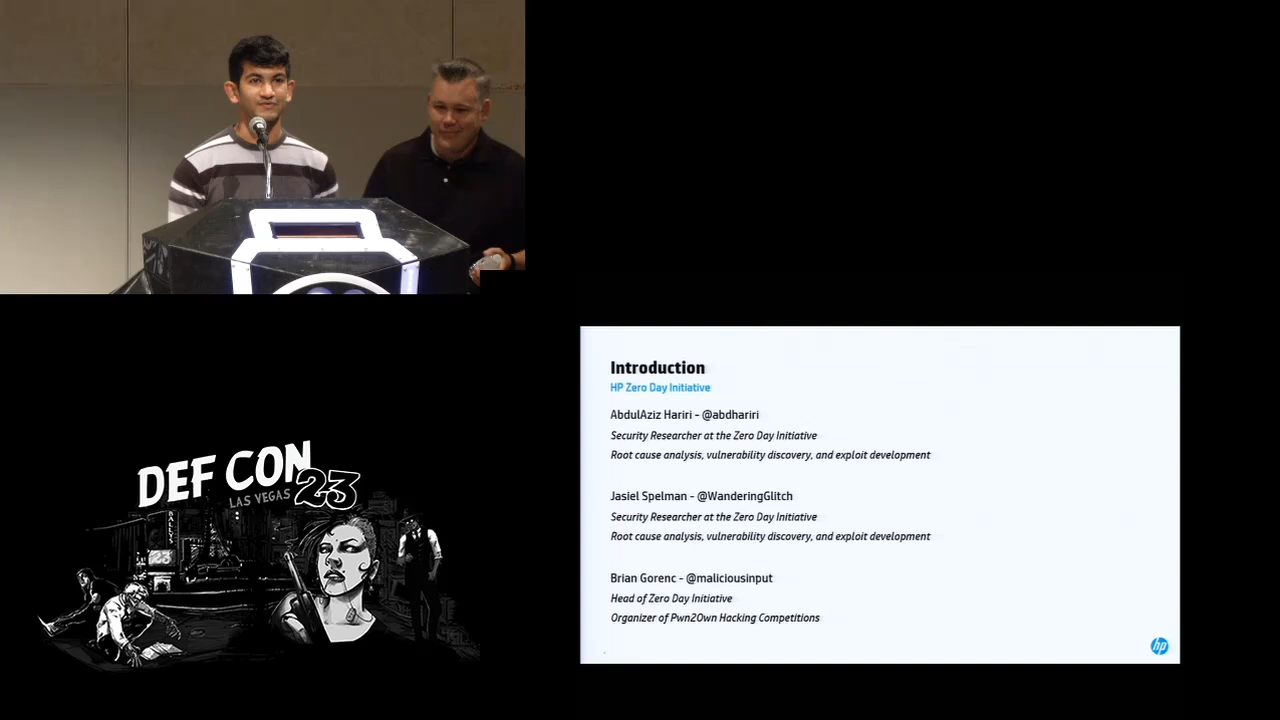 DEF CON
LAS VEGAS 23
BALLYS
Introduction
HP Zero Day Initiative
AbdulAziz Hariri - @abdhariri
Security Researcher at the Zero Day Initiative
Root cause analysis, vulnerability discovery, and exploit development
Jasiel Spelman - @WanderingGlitch
Security Researcher at the Zero Day Initiative
Root cause analysis, vulnerability discovery, and exploit development
Brian Gorenc - @maliciousinput
Head of Zero Day Initiative
Organizer of Pwn2Own Hacking Competitions
hp